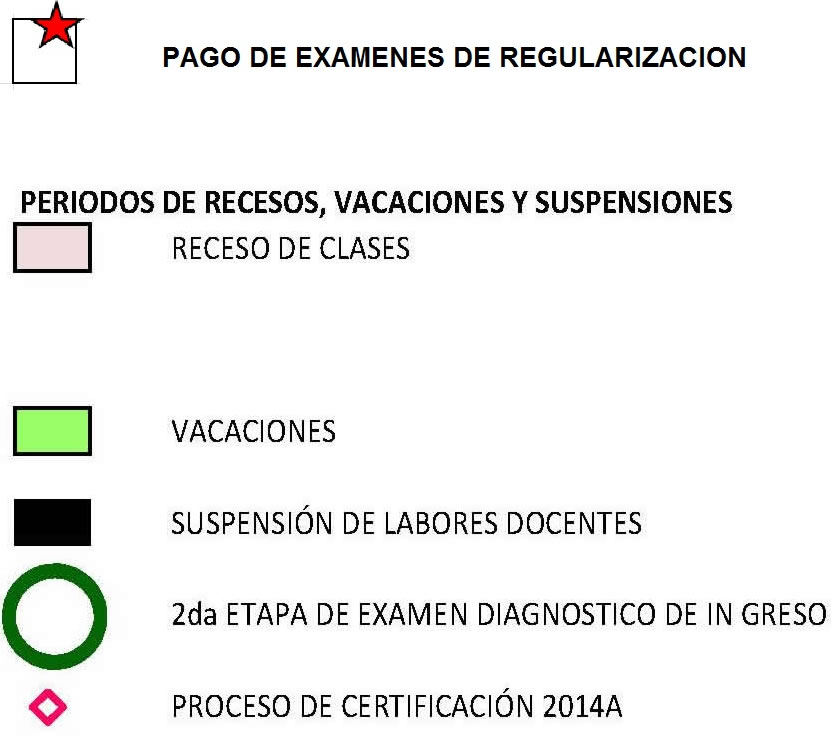 PAGO DE EXAMENES DE REGULARIZACION
PERIODOS DE RECESOS, VACACIONES Y SUSPENSIONES
RECESO DE CLASES
VACACIONES
SUSPENSIÓN DE LABORES DOCENTES
2da ETAPA DE EXAMEN DIAGNOSTICO DE IN GRESO
PROCESO DE CERTIFICACIÓN 2014A